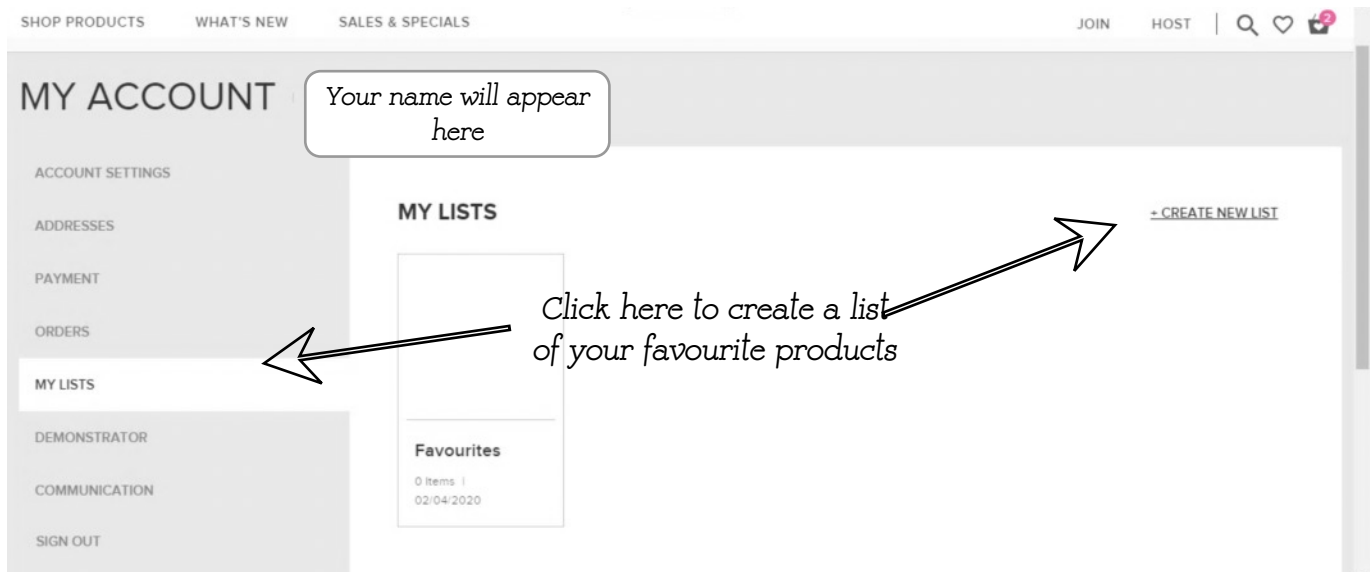 SHOP PRODUCTS WHAT'S NEW SALES & SPECIALS JOIN HOST 2
MY ACCOUNT
Your name will appear
here
ACCOUNT SETTINGS
ADDRESSES
PAYMENT
ORDERS
MY LISTS
DEMONSTRATOR
COMMUNICATION
SIGN OUT
MY LISTS
+ CREATE NEW LIST
Click here to create a list
of your favourite products
Favourites
0 Items |
02/04/2020